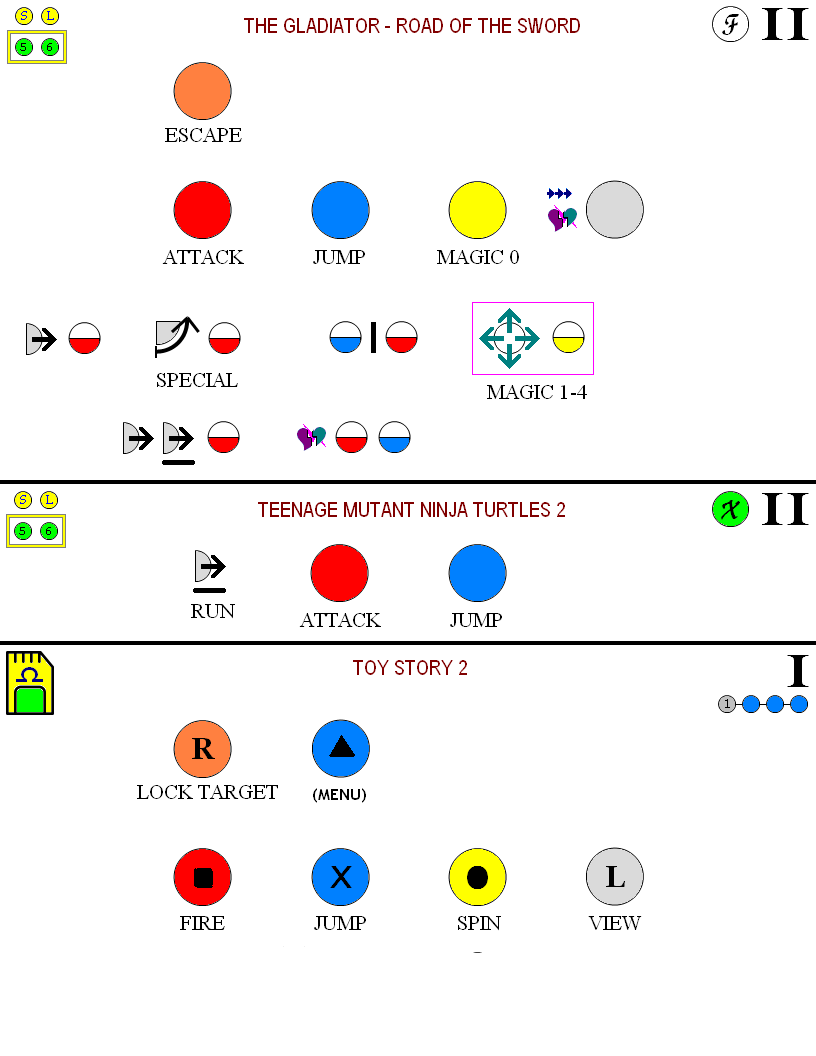 S L
THE GLADIATOR - ROAD OF THE SWORD
F II
5 6
ESCAPE
ATTACK JUMP MAGIC 0
SPECIAL
MAGIC 1-4
S L
TEENAGE MUTANT NINJA TURTLES 2
X II
5 6
RUN ATTACK JUMP
Ω
TOY STORY 2
I
1
R
LOCK TARGET (MENU)
X L
FIRE JUMP SPIN VIEW